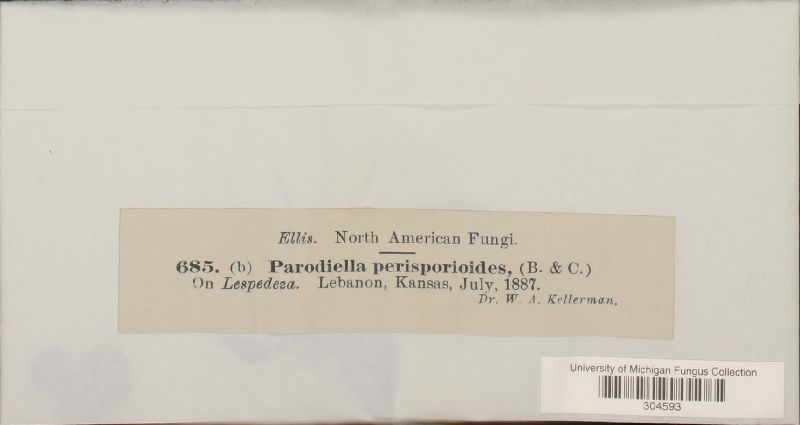 Ellis. North American Fungi.
685. (b) Parodiella perisporioides, (B. & C.)
On Lespedeza. Lebanon, Kansas, July, 1887.
Dr. W. A. Kellerman.
University of Michigan Fungus Collection
304593